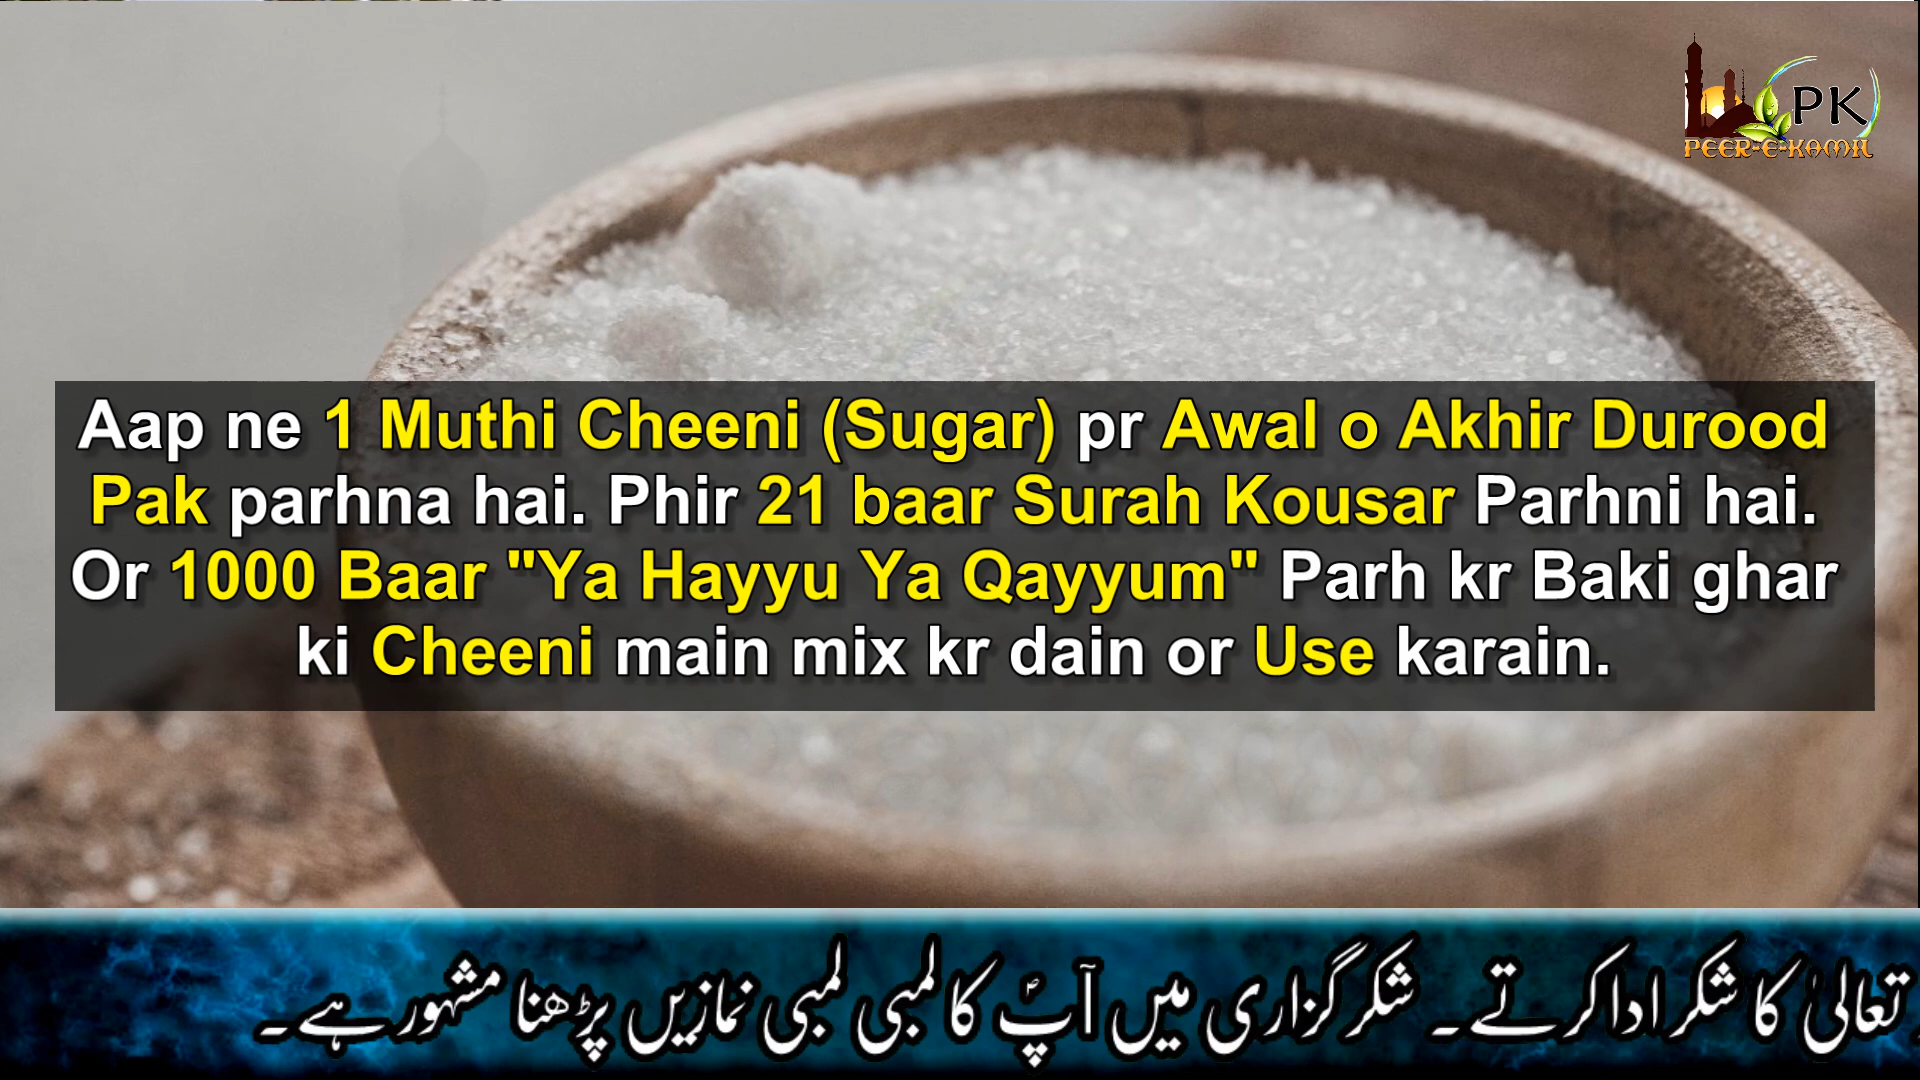 PK
PEER-E-KAMIL
Aap ne 1 Muthi Cheeni (Sugar) pr Awal o Akhir Durood
Pak parhna hai. Phir 21 baar Surah Kousar Parhni hai.
Or 1000 Baar "Ya Hayyu Ya Qayyum" Parh kr Baki ghar
ki Cheeni main mix kr dain or Use karain.
تعالیٰ کا شکر ادا کرتے۔ شکرگزاری میں آپؐ کا لمبی لمبی نمازیں پڑھنا مشہور ہے۔